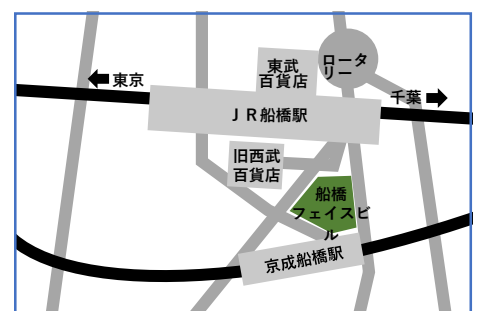 東武
百貨店
ロータ
リー
東京
千葉
ＪＲ船橋駅
旧西武
百貨店
船橋
フェイスビ
ル
京成船橋駅